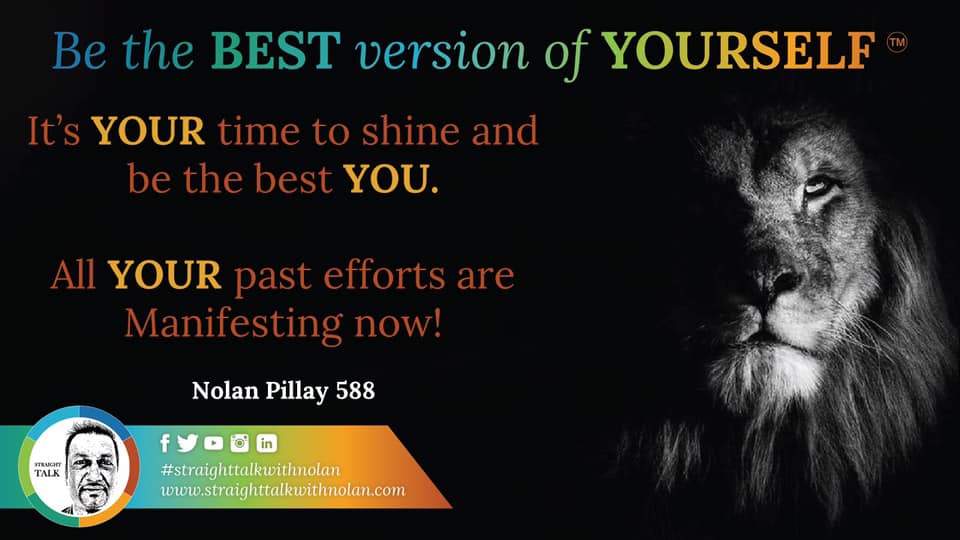 Be the BEST version of YOURSELF ™
It's YOUR time to shine and
be the best YOU.
All YOUR past efforts are
Manifesting now!
Nolan Pillay 588
STRAIGHT
TALK
#straighttalkwithnolan
www.straighttalkwithnolan.com